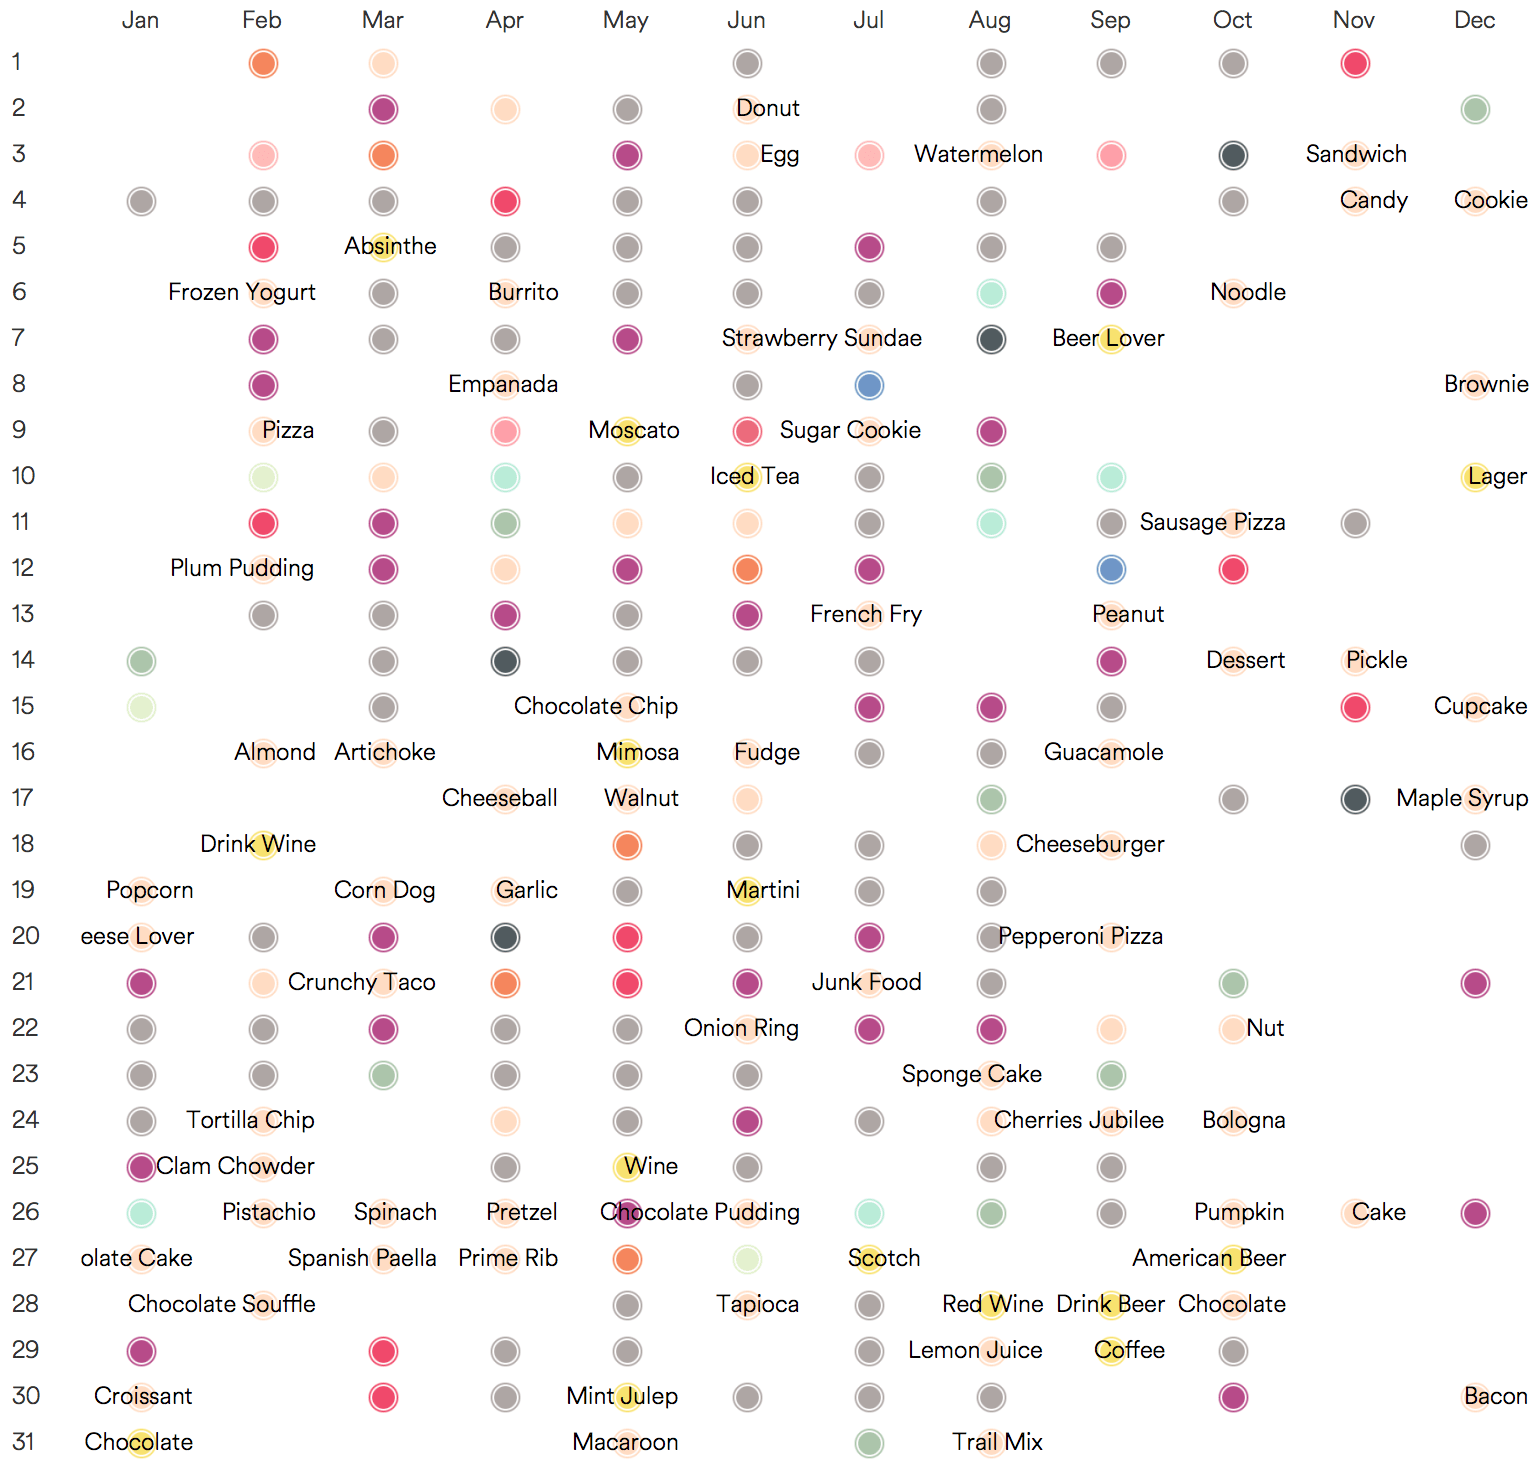 Jan Feb Mar Apr May Jun Jul Aug Sep Oct Nov Dec
1
2 Donut
3 Egg Watermelon Sandwich
4 Candy Cookie
5 Absinthe
6 Frozen Yogurt Burrito Noodle
7 Strawberry Sundae Beer Lover
8 Empanada Brownie
9 Pizza Moscato Sugar Cookie
10 Iced Tea Lager
11 Sausage Pizza
12 Plum Pudding
13 French Fry Peanut
14 Dessert Pickle
15 Chocolate Chip Cupcake
16 Almond Artichoke Mimosa Fudge Guacamole
17 Cheeseball Walnut Maple Syrup
18 Drink Wine Cheeseburger
19 Popcorn Corn Dog Garlic Martini
20 eese Lover Pepperoni Pizza
21 Crunchy Taco Junk Food
22 Onion Ring Nut
23 Sponge Cake
24 Tortilla Chip Cherries Jubilee Bologna
25 Clam Chowder Wine
26 Pistachio Spinach Pretzel Chocolate Pudding Pumpkin Cake
27 olate Cake Spanish Paella Prime Rib Scotch American Beer
28 Chocolate Souffle Tapioca Red Wine Drink Beer Chocolate
29 Lemon Juice Coffee
30 Croissant Mint Julep Bacon
31 Chocolate Macaroon Trail Mix